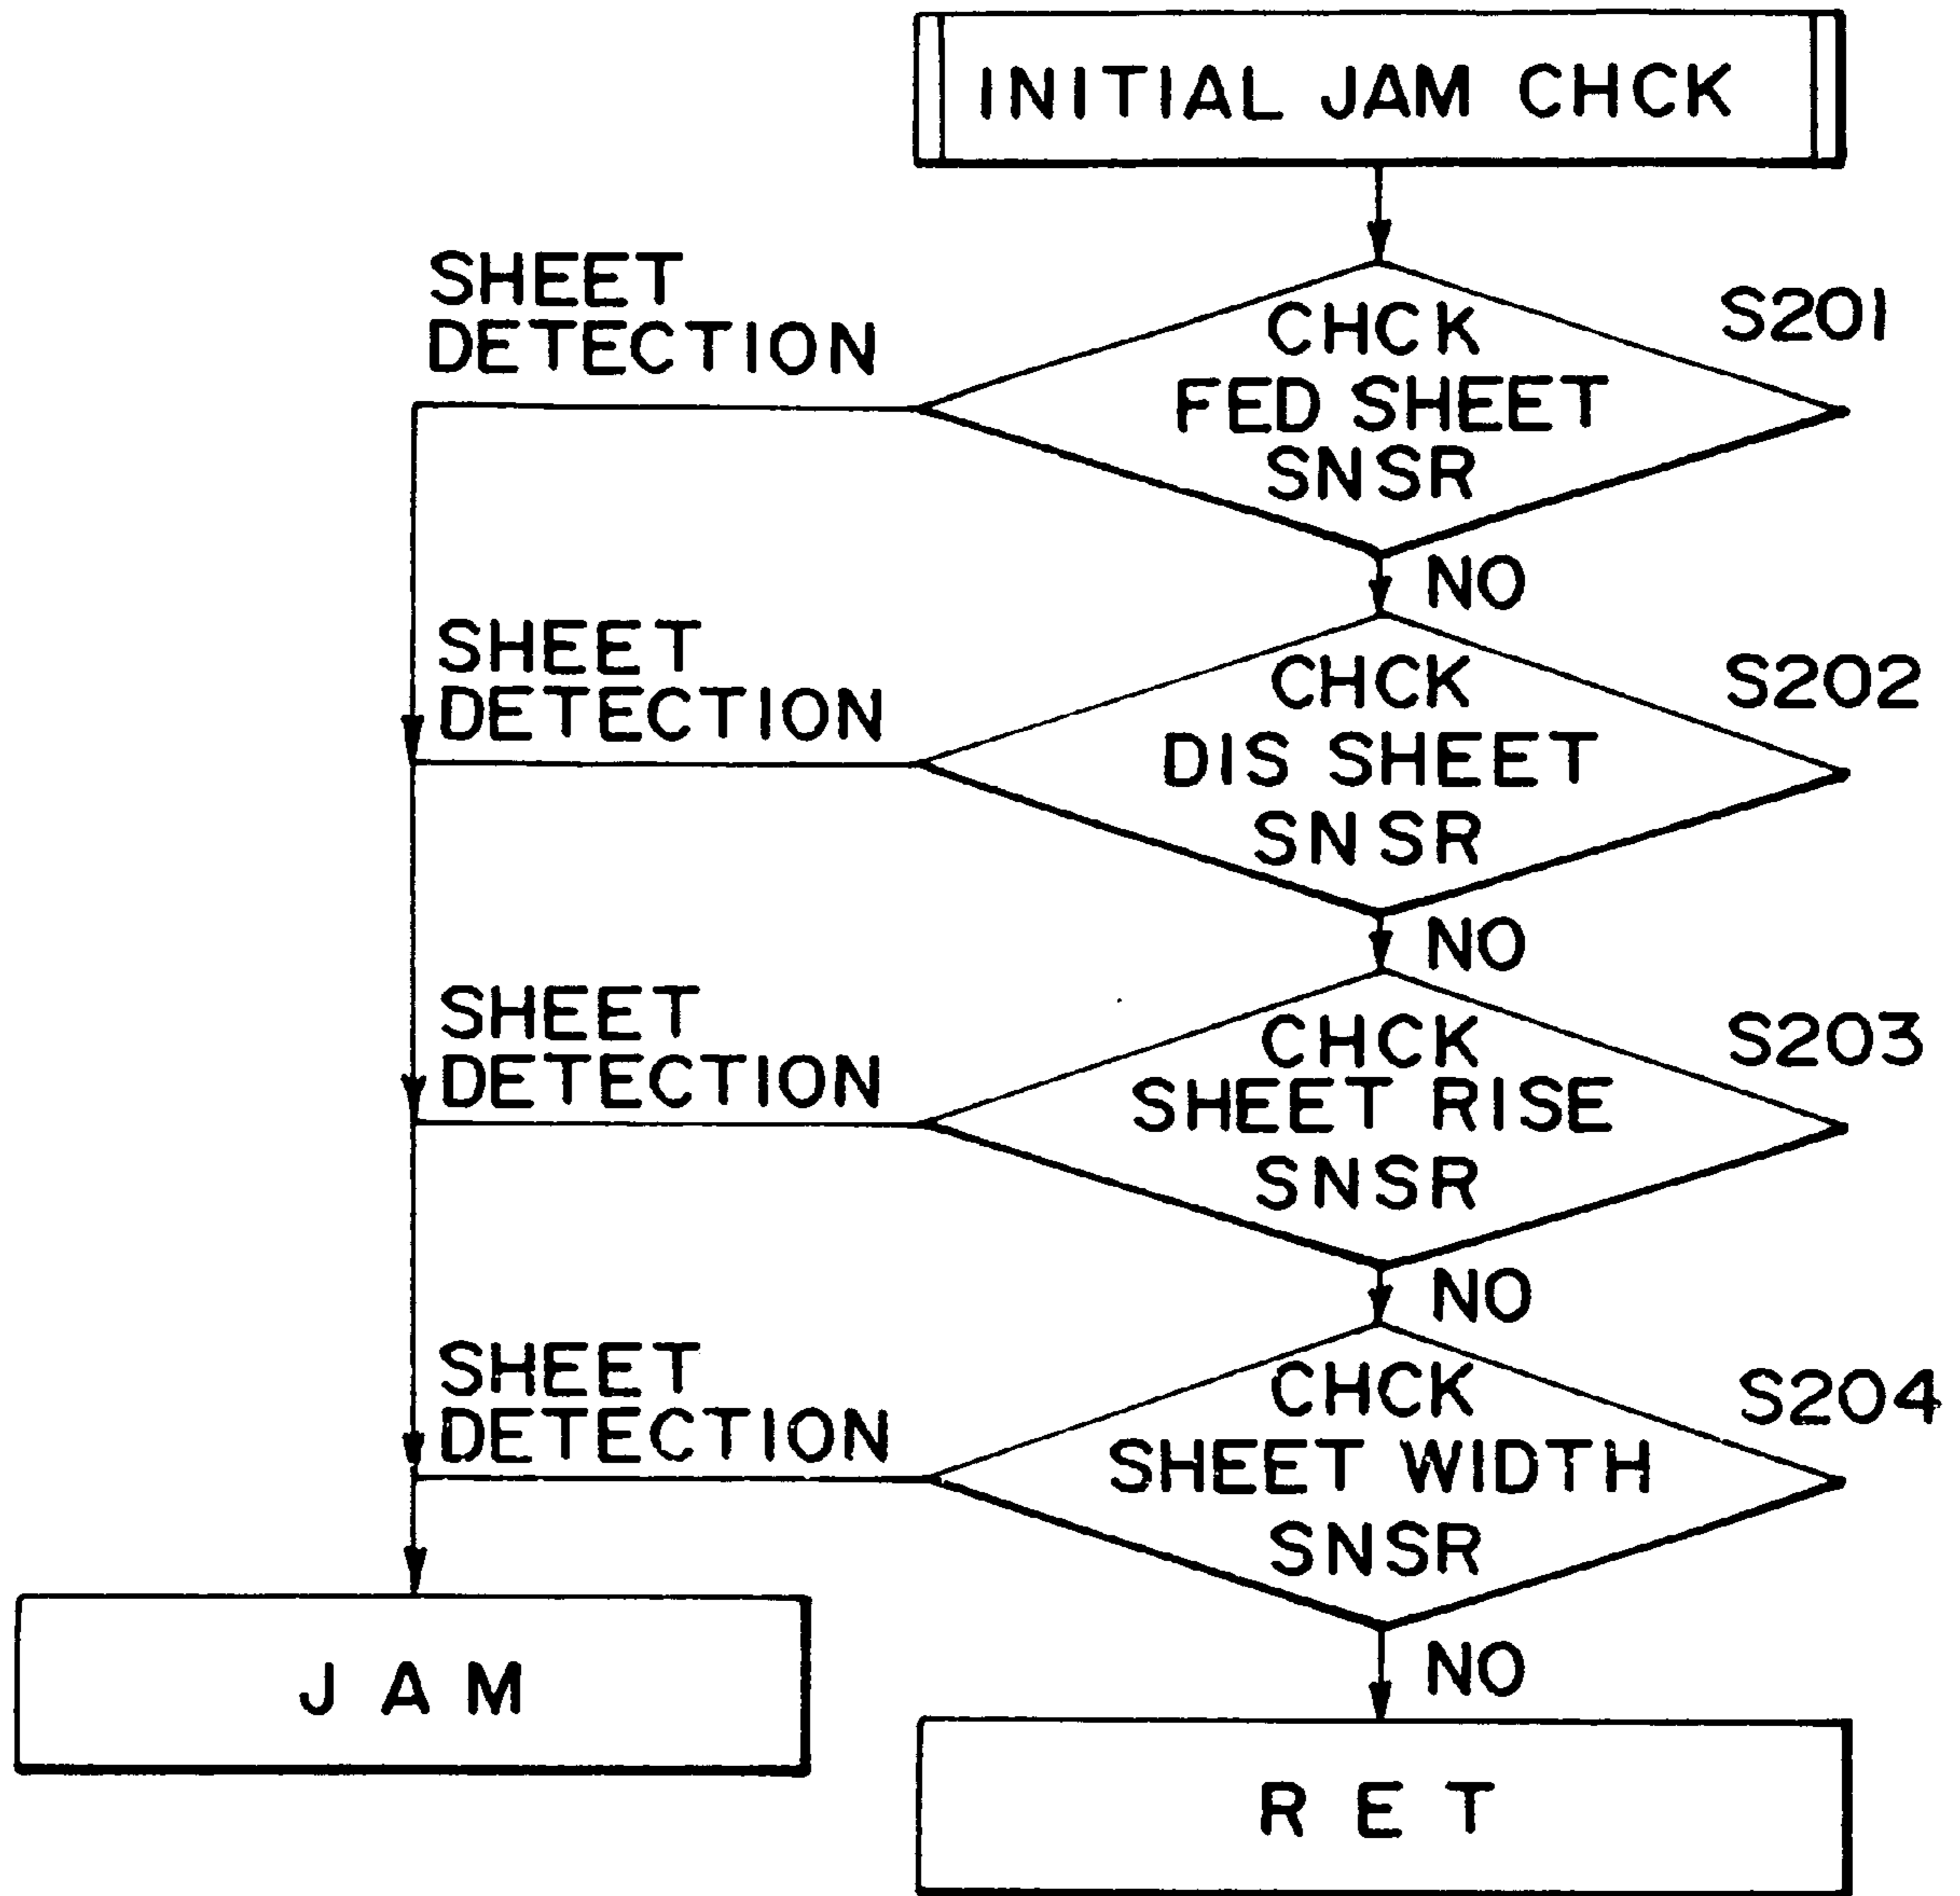 INITIAL JAM CHCK
SHEET
DETECTION
CHCK
FED SHEET
SNSR
S201
NO
SHEET
DETECTION
CHCK
DIS SHEET
SNSR
S202
NO
SHEET
DETECTION
CHCK
SHEET RISE
SNSR
S203
NO
SHEET
DETECTION
CHCK
SHEET WIDTH
SNSR
S204
NO
JAM
RET